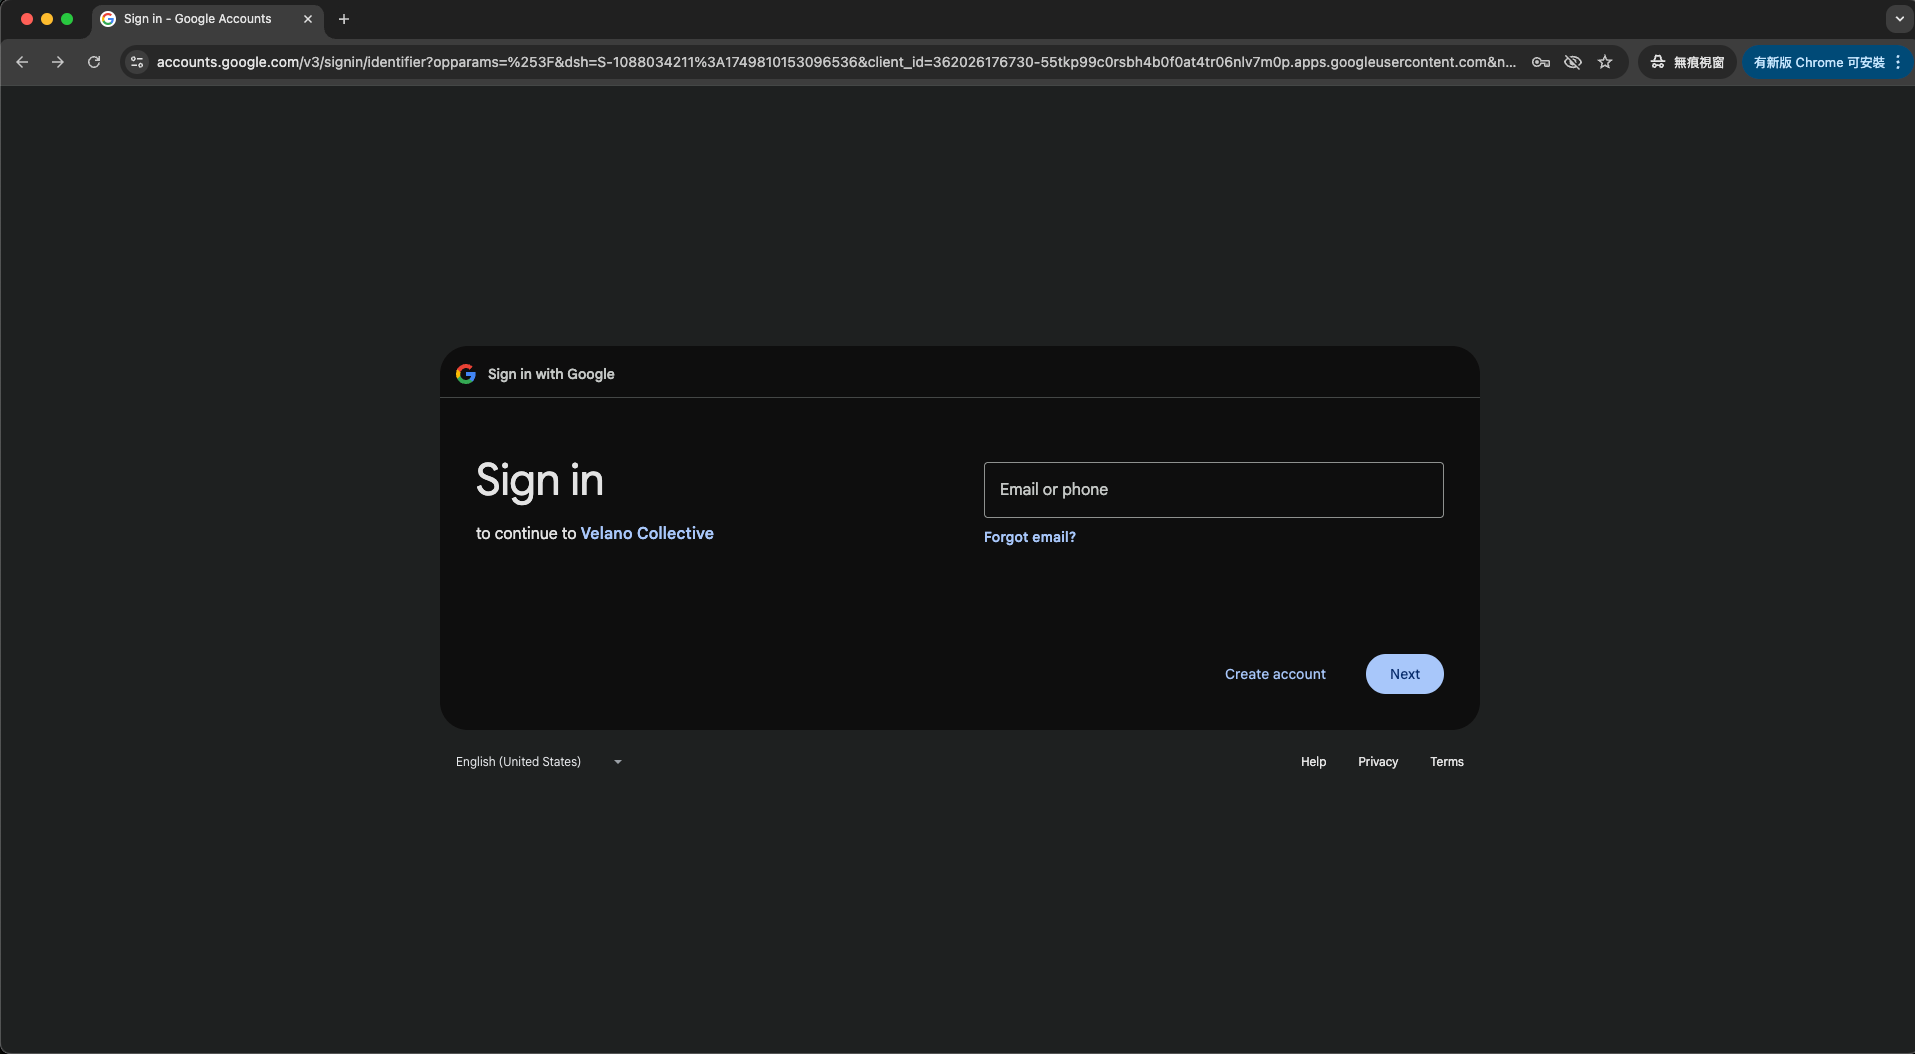 Sign in - Google Accounts
accounts.google.com/v3/signin/identifier?opparams=%253F&dsh=S-1088034211%3A1749810153096536&client_id=362026176730-55tkp99c0rsbh4b0f0at4tr06nlv7m0p.apps.googleusercontent.com&n...
無痕視窗
有新版 Chrome 可安裝
Sign in with Google
Sign in
to continue to Velano Collective
Email or phone
Forgot email?
Create account
Next
English (United States)
Help
Privacy
Terms